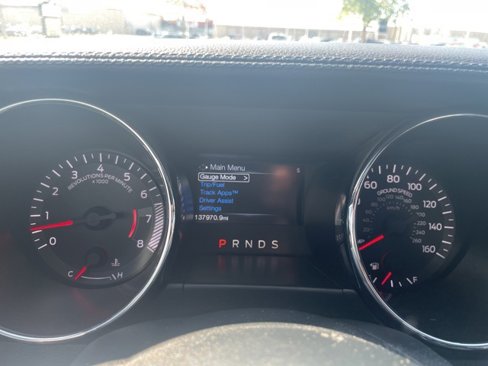 Main Menu
Gauge Mode >
Trip/Fuel
Track Apps™
Driver Assist
Settings
137970.9mi
S
P R N D S
REVOLUTIONS PER MINUTE
x 1000
0 1 2 3 4 5 6 7 8
C H
GROUND SPEED
60 80 100 120 140 160
F